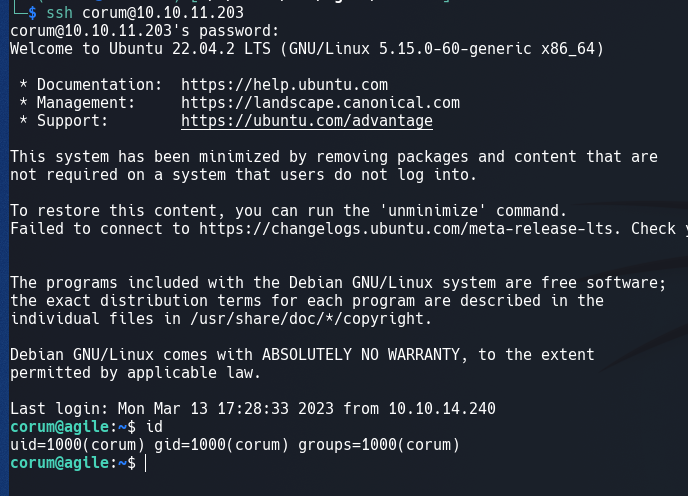 └─$ ssh corum@10.10.11.203
corum@10.10.11.203's password:
Welcome to Ubuntu 22.04.2 LTS (GNU/Linux 5.15.0-60-generic x86_64)

 * Documentation:  https://help.ubuntu.com
 * Management:     https://landscape.canonical.com
 * Support:        https://ubuntu.com/advantage

This system has been minimized by removing packages and content that are
not required on a system that users do not log into.

To restore this content, you can run the 'unminimize' command.
Failed to connect to https://changelogs.ubuntu.com/meta-release-lts. Check

The programs included with the Debian GNU/Linux system are free software;
the exact distribution terms for each program are described in the
individual files in /usr/share/doc/*/copyright.

Debian GNU/Linux comes with ABSOLUTELY NO WARRANTY, to the extent
permitted by applicable law.

Last login: Mon Mar 13 17:28:33 2023 from 10.10.14.240
corum@agile:~$ id
uid=1000(corum) gid=1000(corum) groups=1000(corum)
corum@agile:~$